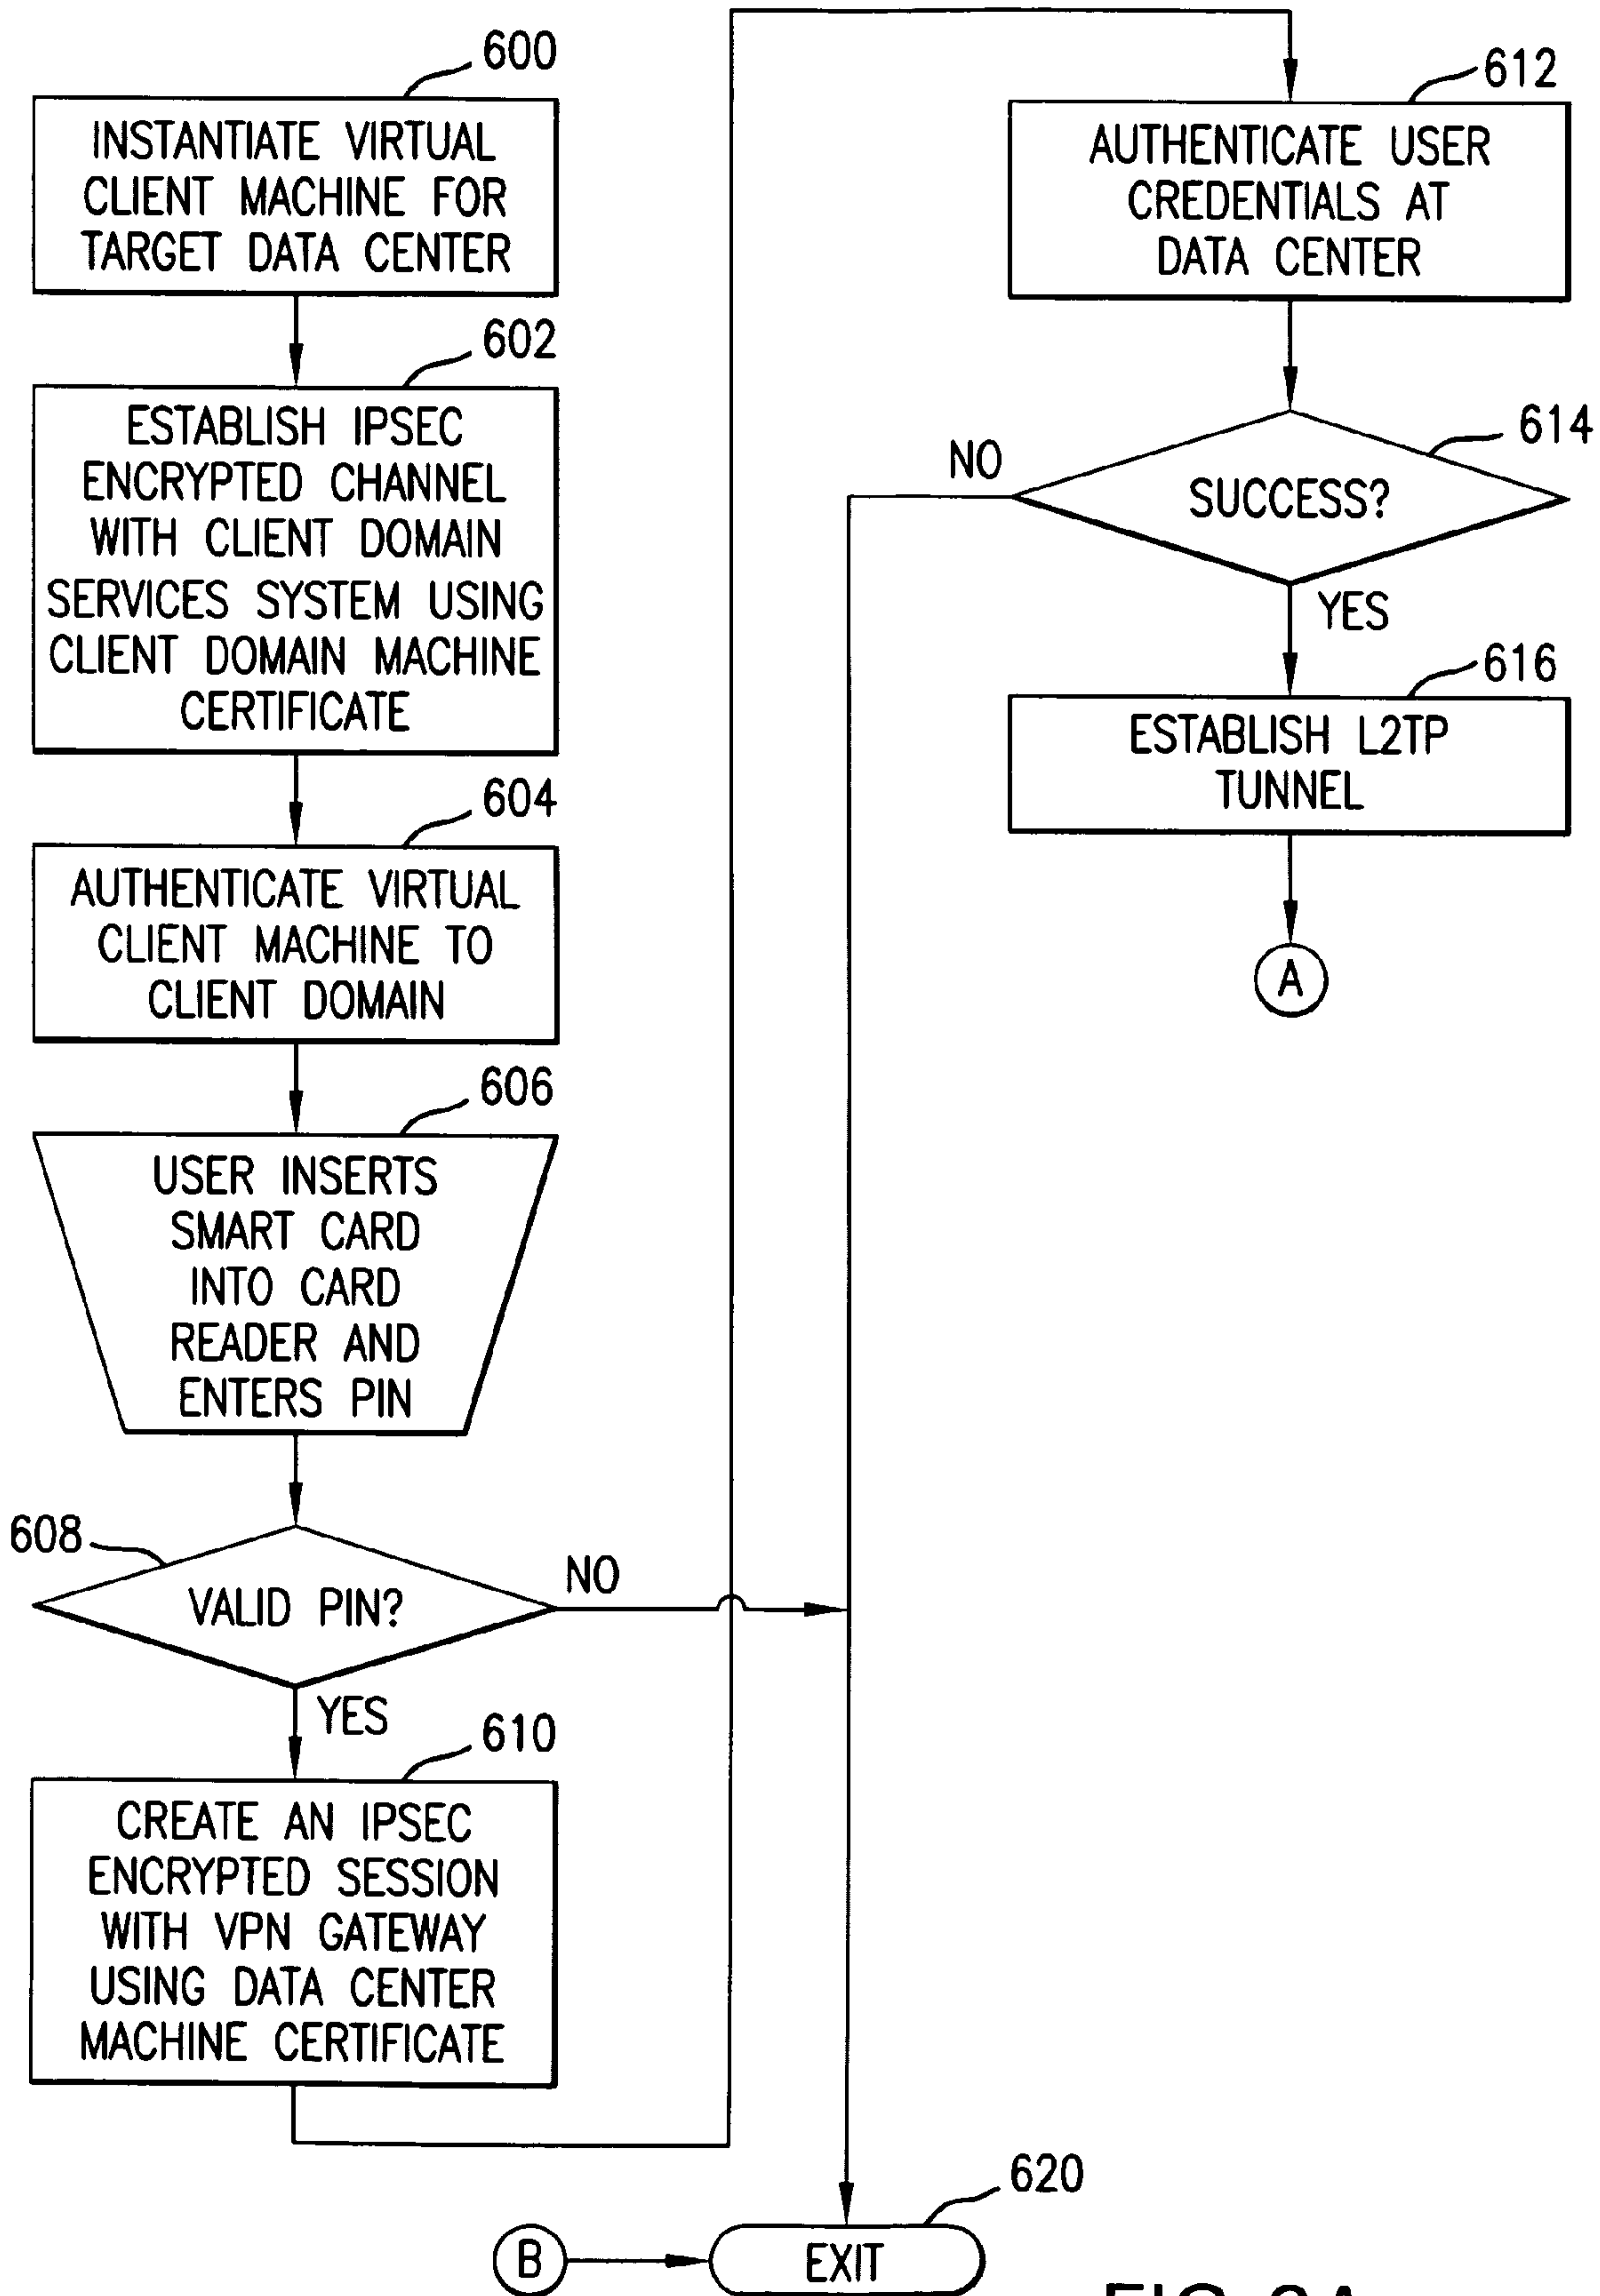 600
INSTANTIATE VIRTUAL
CLIENT MACHINE FOR
TARGET DATA CENTER
602
ESTABLISH IPSEC
ENCRYPTED CHANNEL
WITH CLIENT DOMAIN
SERVICES SYSTEM USING
CLIENT DOMAIN MACHINE
CERTIFICATE
604
AUTHENTICATE VIRTUAL
CLIENT MACHINE TO
CLIENT DOMAIN
606
USER INSERTS
SMART CARD
INTO CARD
READER AND
ENTERS PIN
608
VALID PIN?
NO
YES
610
CREATE AN IPSEC
ENCRYPTED SESSION
WITH VPN GATEWAY
USING DATA CENTER
MACHINE CERTIFICATE
612
AUTHENTICATE USER
CREDENTIALS AT
DATA CENTER
614
NO
SUCCESS?
YES
616
ESTABLISH L2TP
TUNNEL
A
620
B
EXIT